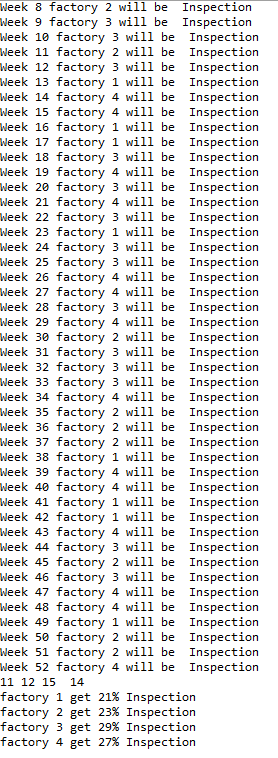 Week 8 factory 2 will be  Inspection
Week 9 factory 3 will be  Inspection
Week 10 factory 3 will be  Inspection
Week 11 factory 2 will be  Inspection
Week 12 factory 3 will be  Inspection
Week 13 factory 1 will be  Inspection
Week 14 factory 4 will be  Inspection
Week 15 factory 4 will be  Inspection
Week 16 factory 1 will be  Inspection
Week 17 factory 1 will be  Inspection
Week 18 factory 3 will be  Inspection
Week 19 factory 4 will be  Inspection
Week 20 factory 3 will be  Inspection
Week 21 factory 4 will be  Inspection
Week 22 factory 3 will be  Inspection
Week 23 factory 1 will be  Inspection
Week 24 factory 3 will be  Inspection
Week 25 factory 3 will be  Inspection
Week 26 factory 4 will be  Inspection
Week 27 factory 4 will be  Inspection
Week 28 factory 3 will be  Inspection
Week 29 factory 4 will be  Inspection
Week 30 factory 2 will be  Inspection
Week 31 factory 3 will be  Inspection
Week 32 factory 3 will be  Inspection
Week 33 factory 3 will be  Inspection
Week 34 factory 4 will be  Inspection
Week 35 factory 2 will be  Inspection
Week 36 factory 2 will be  Inspection
Week 37 factory 2 will be  Inspection
Week 38 factory 1 will be  Inspection
Week 39 factory 4 will be  Inspection
Week 40 factory 4 will be  Inspection
Week 41 factory 1 will be  Inspection
Week 42 factory 1 will be  Inspection
Week 43 factory 4 will be  Inspection
Week 44 factory 3 will be  Inspection
Week 45 factory 2 will be  Inspection
Week 46 factory 3 will be  Inspection
Week 47 factory 4 will be  Inspection
Week 48 factory 4 will be  Inspection
Week 49 factory 1 will be  Inspection
Week 50 factory 2 will be  Inspection
Week 51 factory 2 will be  Inspection
Week 52 factory 4 will be  Inspection
11 12 15  14
factory 1 get 21% Inspection
factory 2 get 23% Inspection
factory 3 get 29% Inspection
factory 4 get 27% Inspection